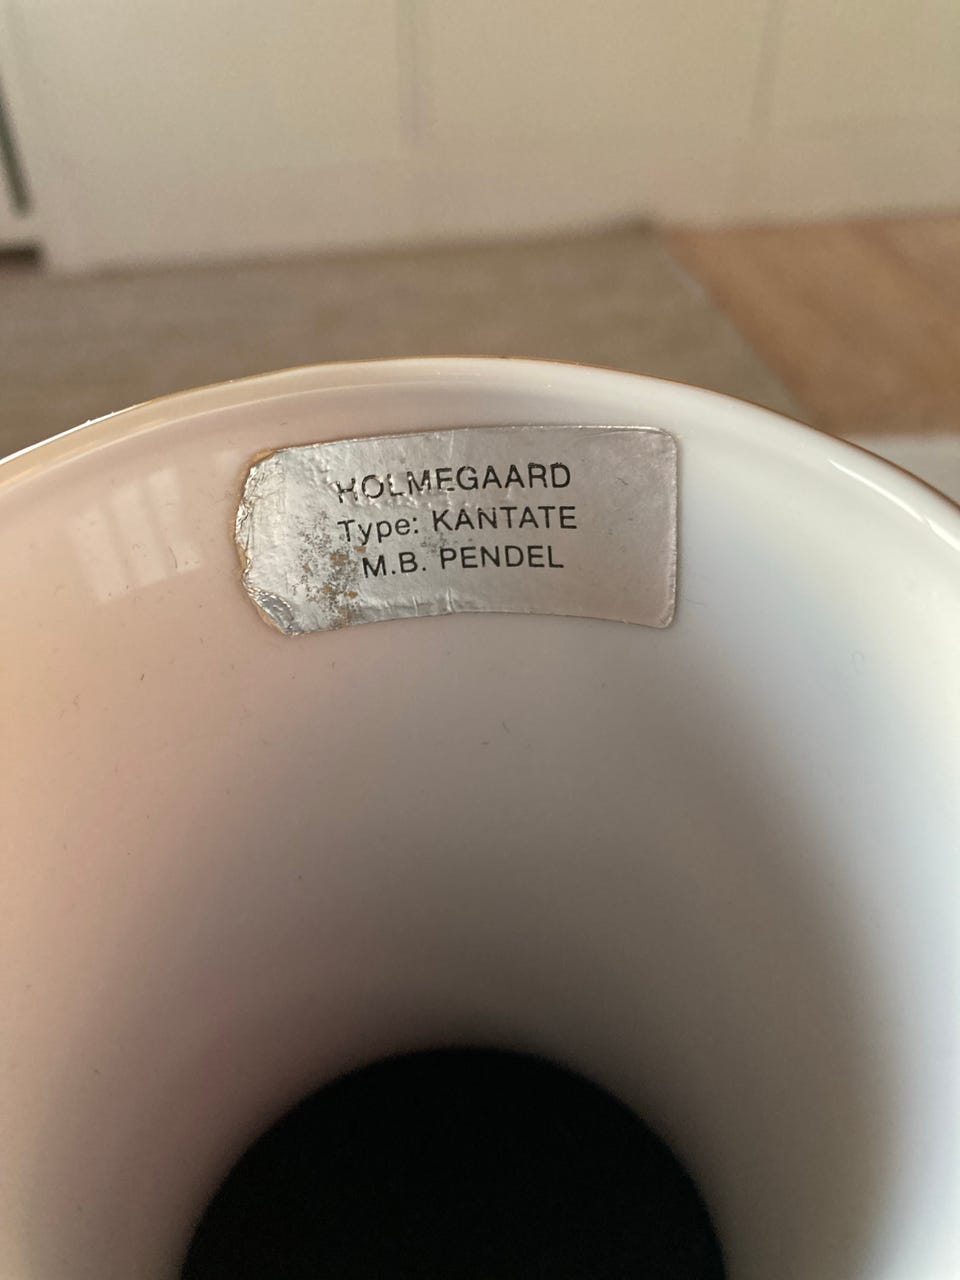 HOLMEGAARD
Type: KANTATE
M.B. PENDEL